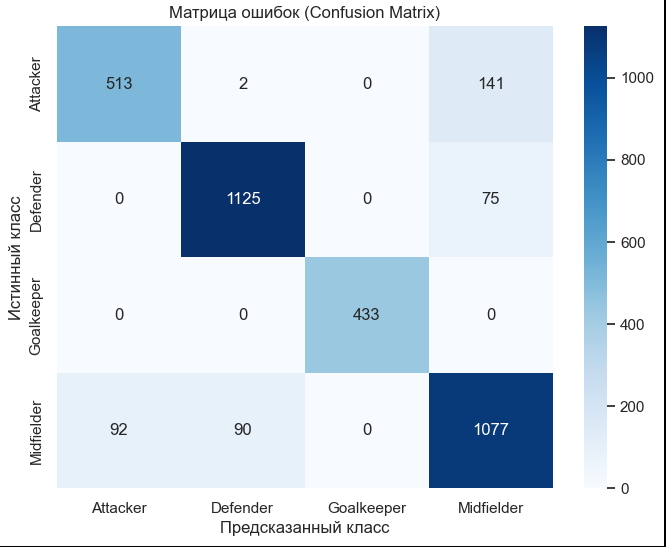 Матрица ошибок (Confusion Matrix)
Истинный класс
Attacker
513 2 0 141
Defender
0 1125 0 75
Goalkeeper
0 0 433 0
Midfielder
92 90 0 1077
Attacker Defender Goalkeeper Midfielder
Предсказанный класс
1000
800
600
400
200
0